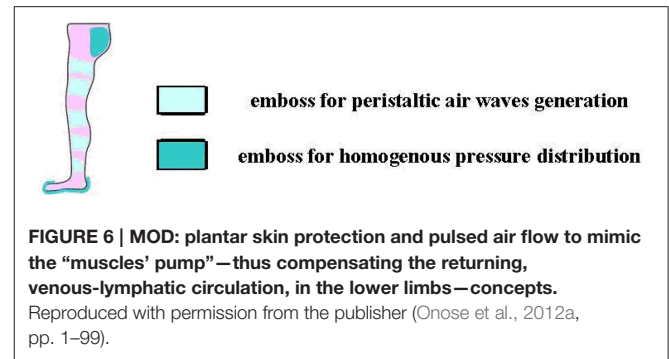 emboss for peristaltic air waves generation
emboss for homogenous pressure distribution
FIGURE 6 | MOD: plantar skin protection and pulsed air flow to mimic
the “muscles’ pump”—thus compensating the returning,
venous-lymphatic circulation, in the lower limbs—concepts.
Reproduced with permission from the publisher (Onose et al., 2012a,
pp. 1–99).